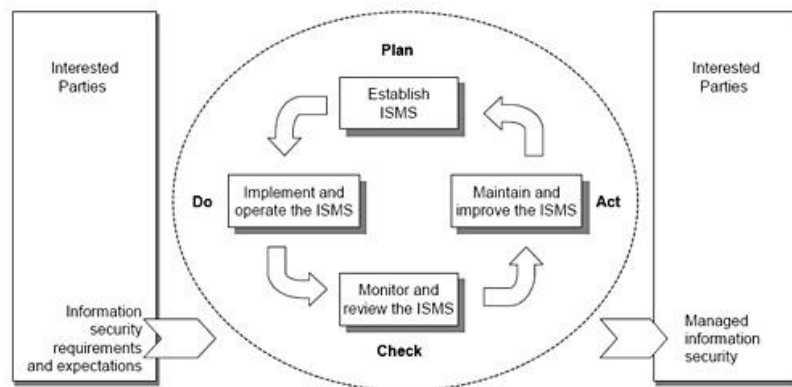 Interested
Parties
Information
security
requirements
and expectations
Plan
Establish
ISMS
Do
Implement and
operate the ISMS
Maintain and
improve the ISMS
Act
Monitor and
review the ISMS
Check
Interested
Parties
Managed
information
security